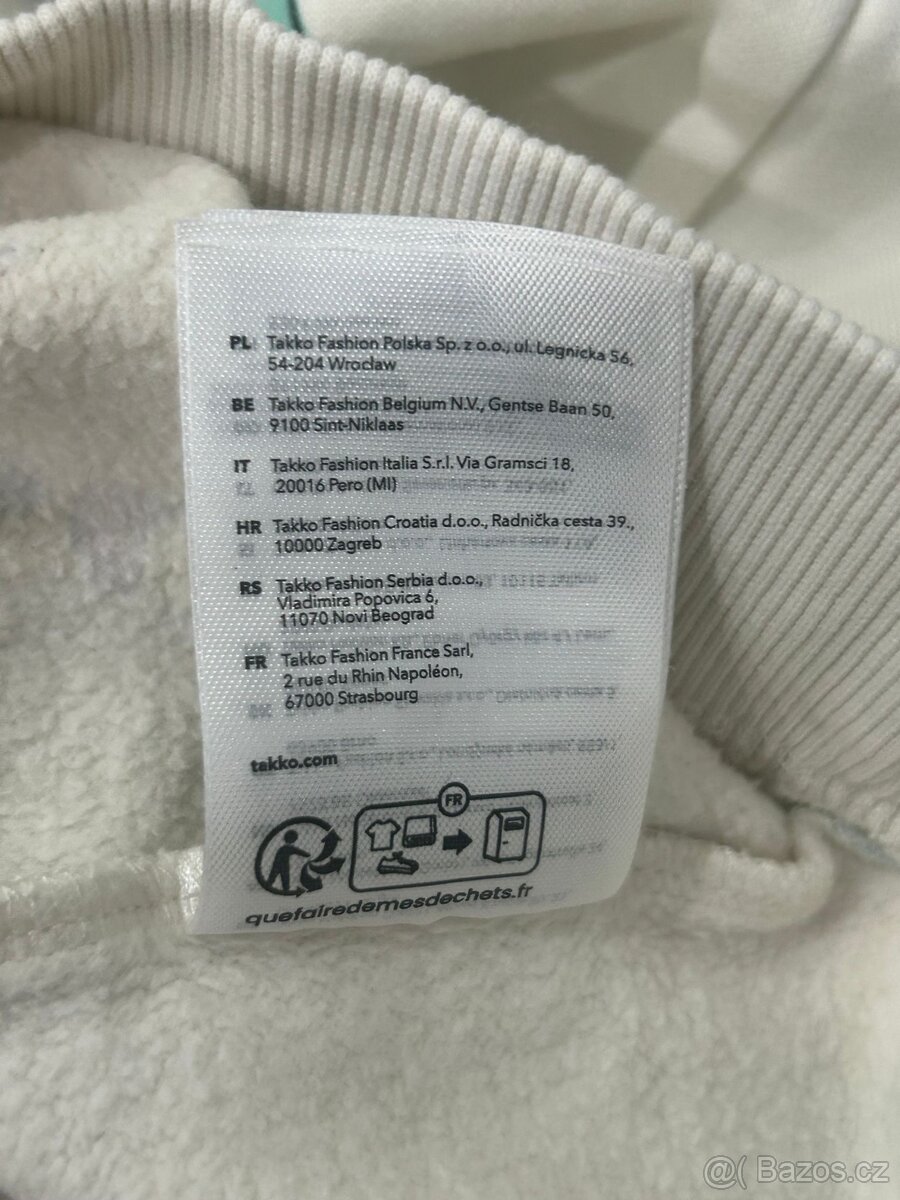 PL Takko Fashion Polska Sp. z o.o., ul. Legnicka 56,
54-204 Wrocław
BE Takko Fashion Belgium N.V., Gentse Baan 50,
9100 Sint-Niklaas
IT Takko Fashion Italia S.r.l. Via Gramsci 18,
20016 Pero (MI)
HR Takko Fashion Croatia d.o.o., Radnička cesta 39.,
10000 Zagreb
RS Takko Fashion Serbia d.o.o.,
Vladimira Popovica 6,
11070 Novi Beograd
FR Takko Fashion France Sarl,
2 rue du Rhin Napoléon,
67000 Strasbourg
takko.com
FR
quefairedemesdechets.fr
@( Bazos.cz